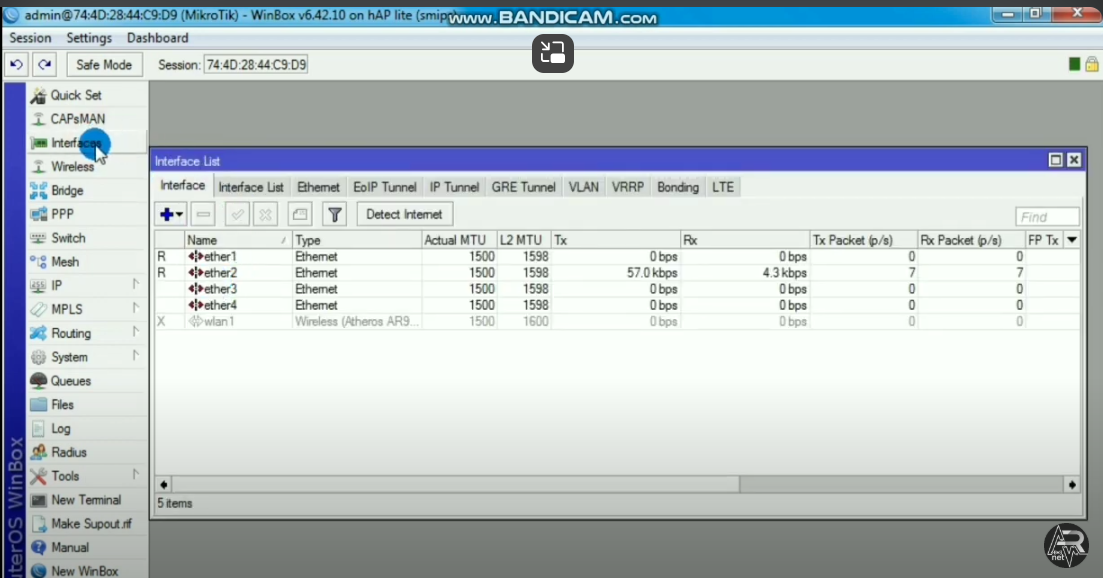 admin@74:4D:28:44:C9:D9 (MikroTik) - WinBox v6.42.10 on hAP lite (smips)
www.BANDICAM.com
Session Settings Dashboard
Safe Mode Session: 74:4D:28:44:C9:D9
Quick Set
CAPsMAN
Interfaces
Wireless
Bridge
PPP
Switch
Mesh
IP
MPLS
Routing
System
Queues
Files
Log
Radius
Tools
New Terminal
Make Supout.rif
Manual
New WinBox
uterOS WinBox
Interface List
Interface Interface List Ethernet EoIP Tunnel IP Tunnel GRE Tunnel VLAN VRRP Bonding LTE
Detect Internet Find
Name / Type Actual MTU L2 MTU Tx Rx Tx Packet (p/s) Rx Packet (p/s) FP Tx
R ether1 Ethernet 1500 1598 0 bps 0 bps 0 0
R ether2 Ethernet 1500 1598 57.0 kbps 4.3 kbps 7 7
ether3 Ethernet 1500 1598 0 bps 0 bps 0 0
ether4 Ethernet 1500 1598 0 bps 0 bps 0 0
X wlan1 Wireless (Atheros AR9... 1500 1600 0 bps 0 bps 0 0
5 items